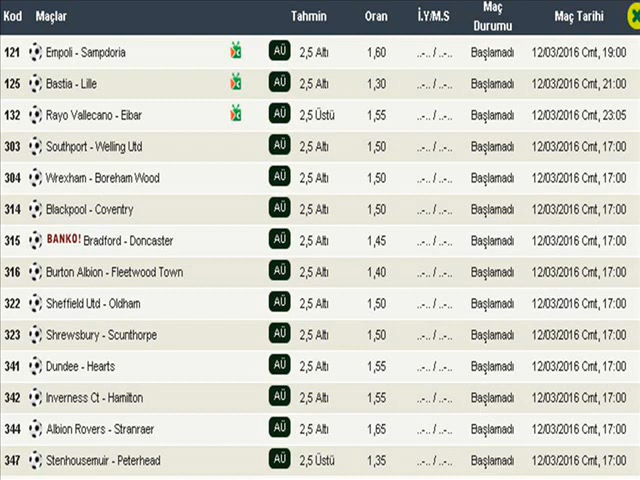 Kod Maçlar Tahmin Oran İ.Y/M.S Maç Durumu Maç Tarihi
121 Empoli - Sampdoria AÜ 2,5 Altı 1,60 ..-.. / ..-.. Başlamadı 12/03/2016 Cmt, 19:00
125 Bastia - Lille AÜ 2,5 Altı 1,30 ..-.. / ..-.. Başlamadı 12/03/2016 Cmt, 21:00
132 Rayo Vallecano - Eibar AÜ 2,5 Üstü 1,55 ..-.. / ..-.. Başlamadı 12/03/2016 Cmt, 23:05
303 Southport - Welling Utd AÜ 2,5 Altı 1,50 ..-.. / ..-.. Başlamadı 12/03/2016 Cmt, 17:00
304 Wrexham - Boreham Wood AÜ 2,5 Altı 1,50 ..-.. / ..-.. Başlamadı 12/03/2016 Cmt, 17:00
314 Blackpool - Coventry AÜ 2,5 Altı 1,50 ..-.. / ..-.. Başlamadı 12/03/2016 Cmt, 17:00
315 BANKO! Bradford - Doncaster AÜ 2,5 Altı 1,45 ..-.. / ..-.. Başlamadı 12/03/2016 Cmt, 17:00
316 Burton Albion - Fleetwood Town AÜ 2,5 Altı 1,40 ..-.. / ..-.. Başlamadı 12/03/2016 Cmt, 17:00
322 Sheffield Utd - Oldham AÜ 2,5 Altı 1,50 ..-.. / ..-.. Başlamadı 12/03/2016 Cmt, 17:00
323 Shrewsbury - Scunthorpe AÜ 2,5 Altı 1,50 ..-.. / ..-.. Başlamadı 12/03/2016 Cmt, 17:00
341 Dundee - Hearts AÜ 2,5 Altı 1,55 ..-.. / ..-.. Başlamadı 12/03/2016 Cmt, 17:00
342 Inverness Ct - Hamilton AÜ 2,5 Altı 1,55 ..-.. / ..-.. Başlamadı 12/03/2016 Cmt, 17:00
344 Albion Rovers - Stranraer AÜ 2,5 Altı 1,65 ..-.. / ..-.. Başlamadı 12/03/2016 Cmt, 17:00
347 Stenhousemuir - Peterhead AÜ 2,5 Üstü 1,35 ..-.. / ..-.. Başlamadı 12/03/2016 Cmt, 17:00